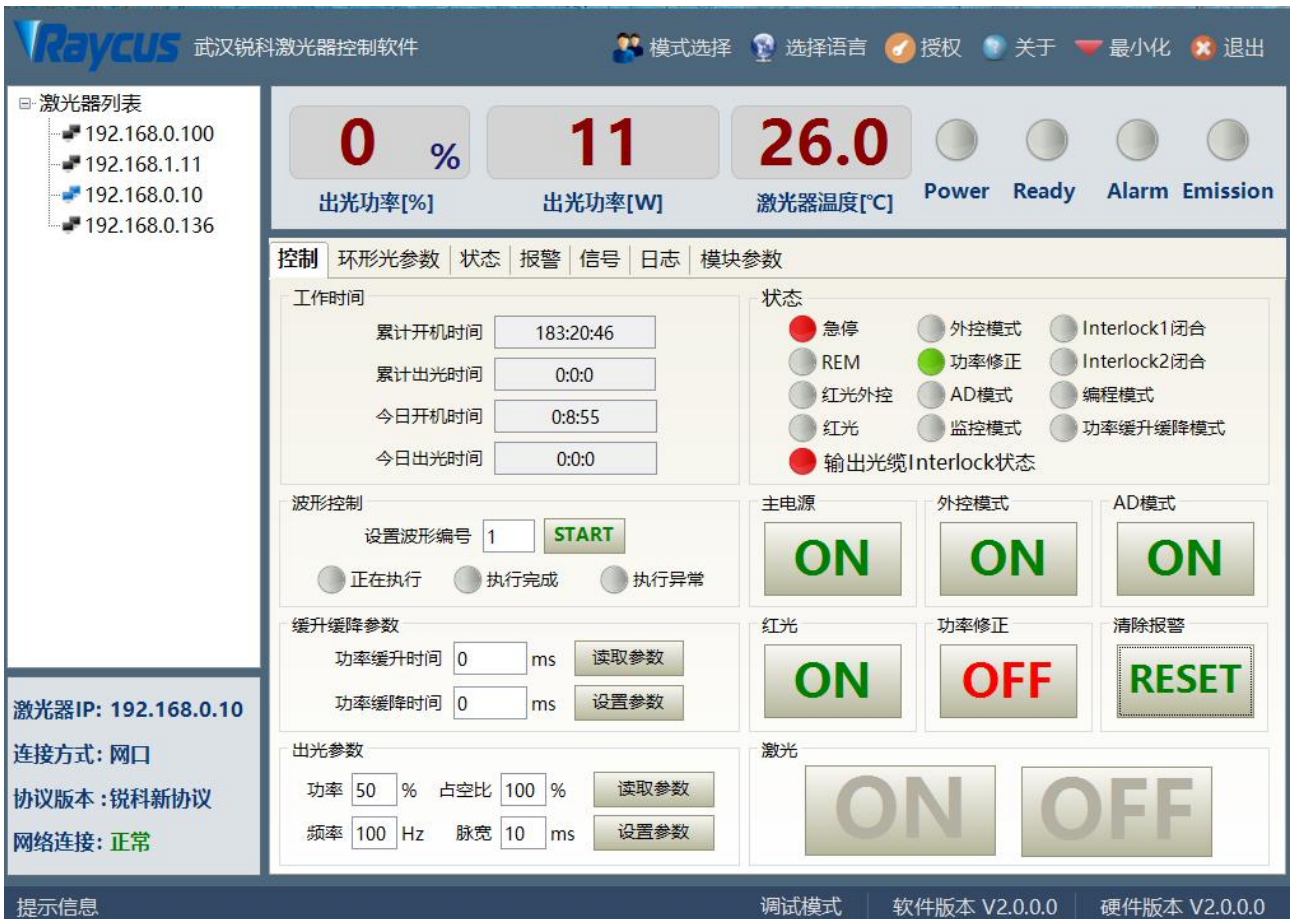 Raycus 武汉锐科激光器控制软件 模式选择 选择语言 授权 关于 最小化 退出
激光器列表
192.168.0.100
192.168.1.11
192.168.0.10
192.168.0.136
激光器IP: 192.168.0.10
连接方式: 网口
协议版本 :锐科新协议
网络连接: 正常
0 % 11 26.0
出光功率[%] 出光功率[W] 激光器温度[℃] Power Ready Alarm Emission
控制 环形光参数 状态 报警 信号 日志 模块参数
工作时间
累计开机时间 183:20:46
累计出光时间 0:0:0
今日开机时间 0:8:55
今日出光时间 0:0:0
状态
急停 外控模式 Interlock1闭合
REM 功率修正 Interlock2闭合
红光外控 AD模式 编程模式
红光 监控模式 功率缓升缓降模式
输出光缆Interlock状态
波形控制
设置波形编号 1 START
正在执行 执行完成 执行异常
主电源 外控模式 AD模式
ON ON ON
缓升缓降参数
功率缓升时间 0 ms 读取参数
功率缓降时间 0 ms 设置参数
红光 功率修正 清除报警
ON OFF RESET
出光参数
功率 50 % 占空比 100 % 读取参数
频率 100 Hz 脉宽 10 ms 设置参数
激光
ON OFF
提示信息 调试模式 软件版本 V2.0.0.0 硬件版本 V2.0.0.0